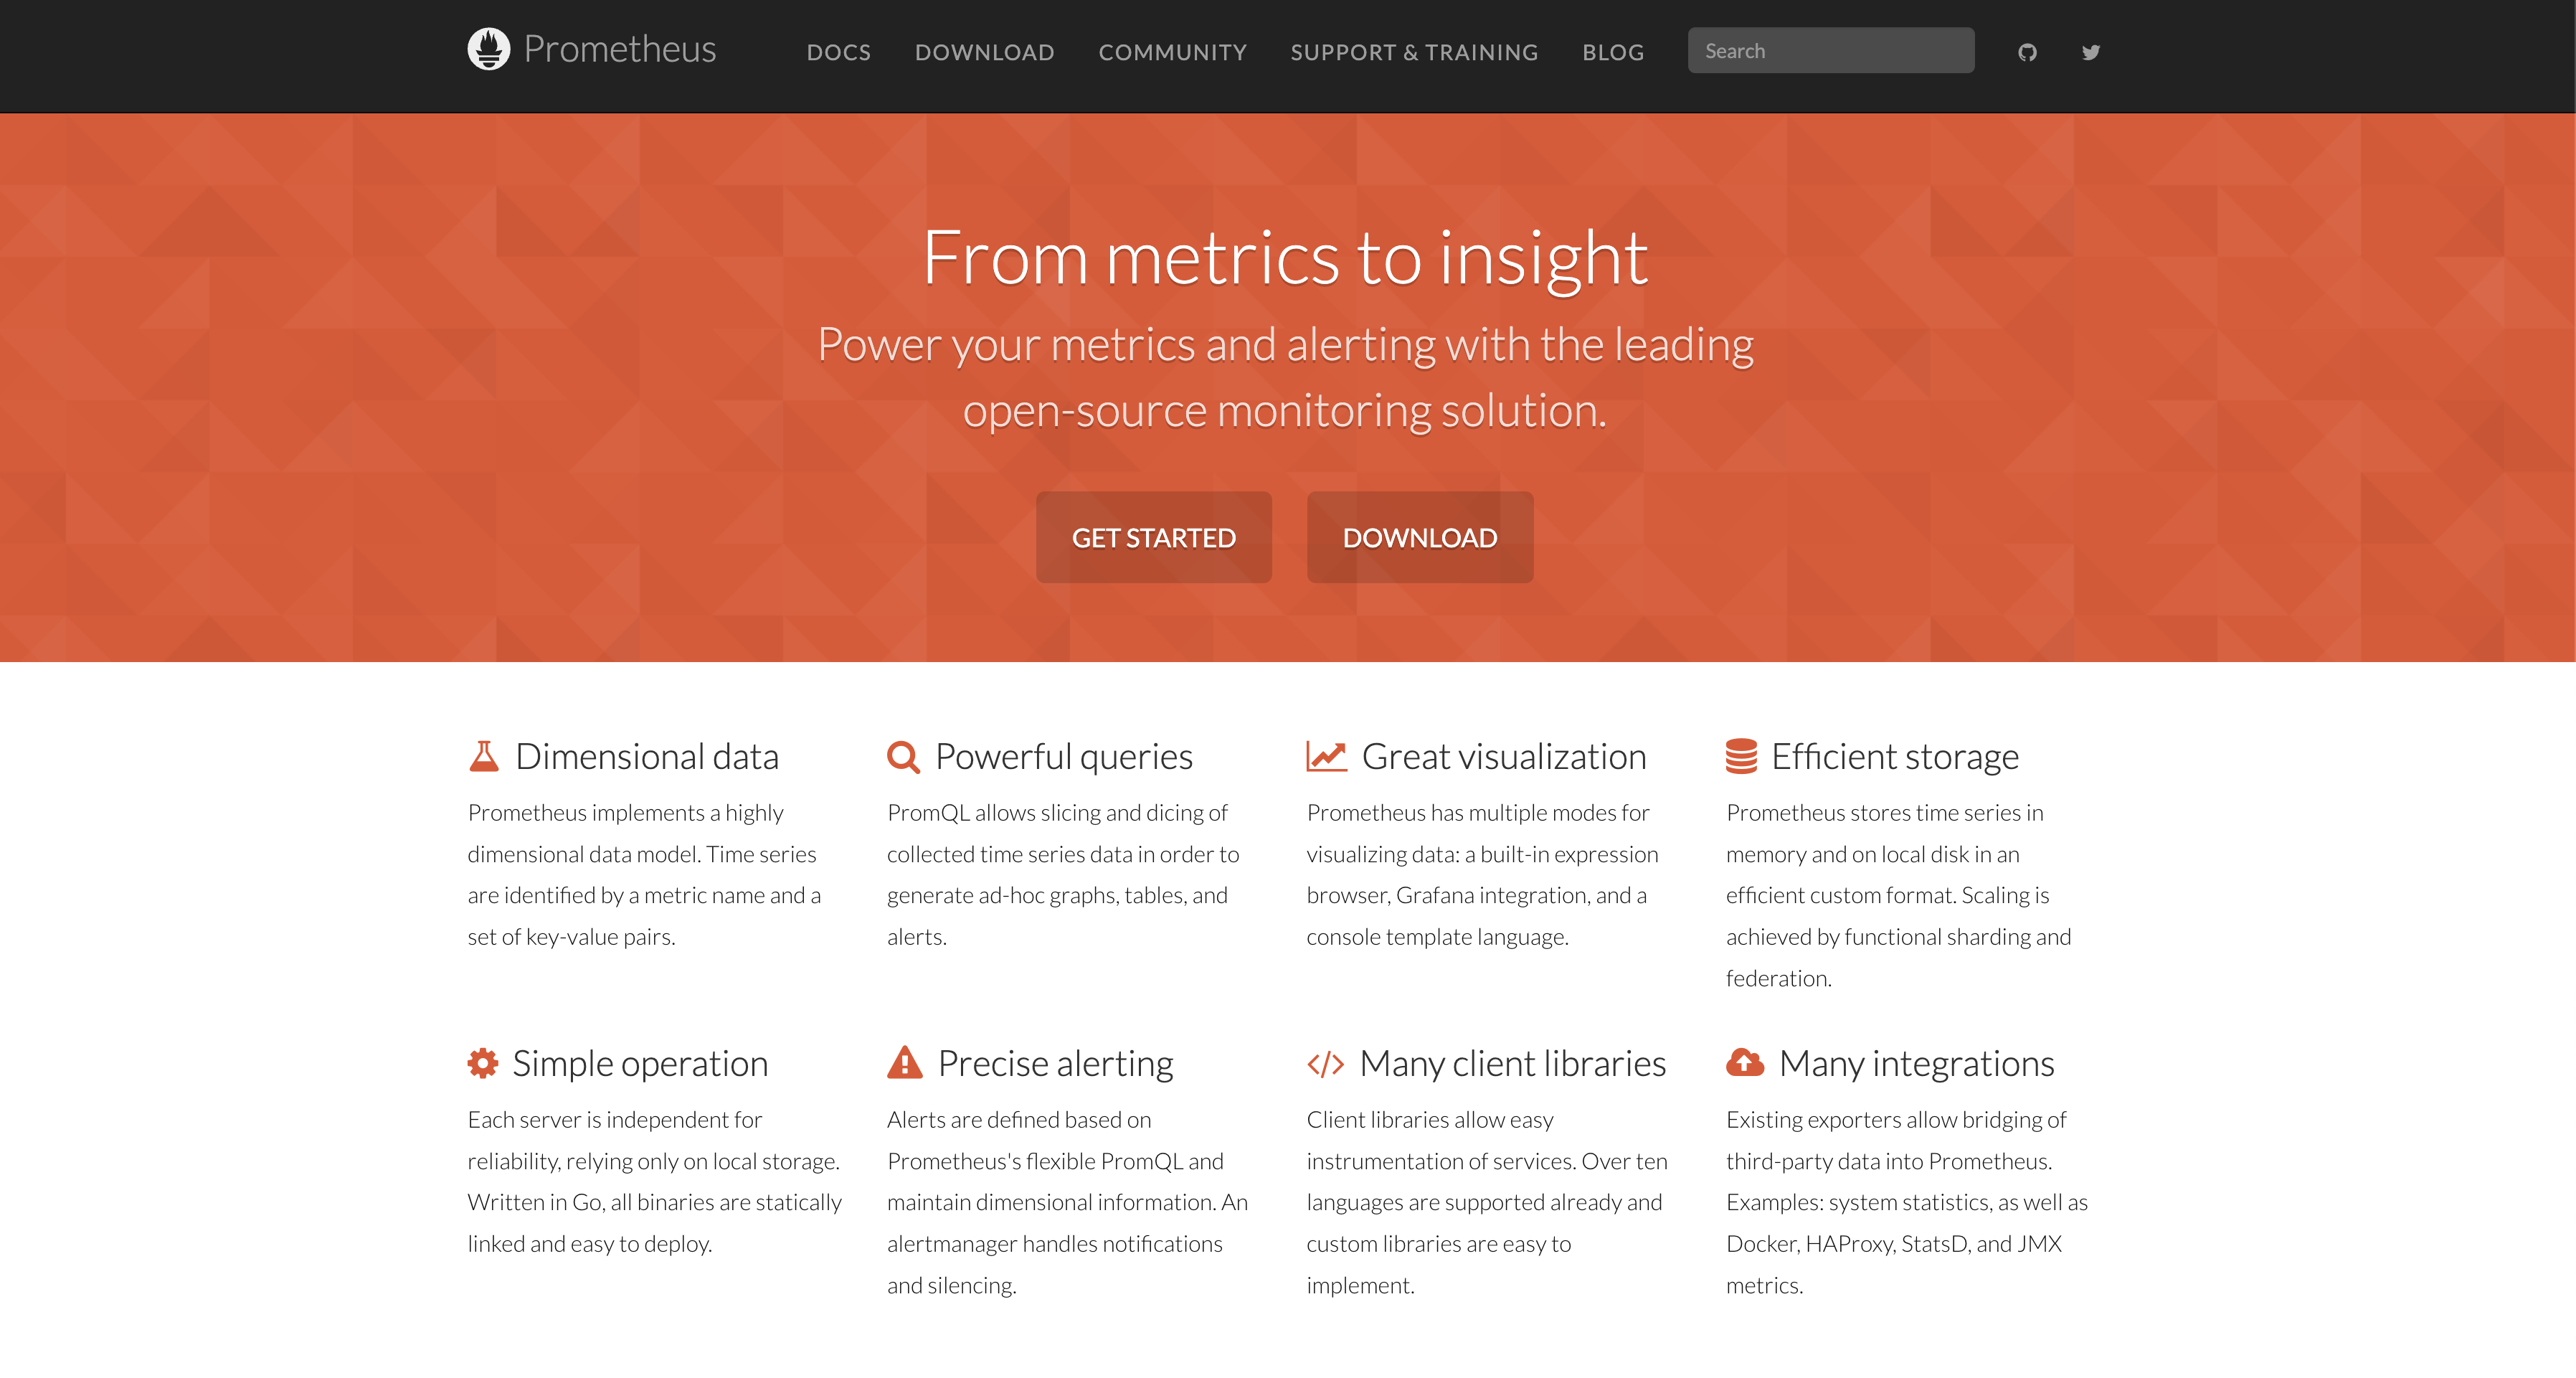 Prometheus
DOCS
DOWNLOAD
COMMUNITY
SUPPORT & TRAINING
BLOG
Search
From metrics to insight
Power your metrics and alerting with the leading
open-source monitoring solution.
GET STARTED
DOWNLOAD
Dimensional data
Prometheus implements a highly
dimensional data model. Time series
are identified by a metric name and a
set of key-value pairs.
Powerful queries
PromQL allows slicing and dicing of
collected time series data in order to
generate ad-hoc graphs, tables, and
alerts.
Great visualization
Prometheus has multiple modes for
visualizing data: a built-in expression
browser, Grafana integration, and a
console template language.
Efficient storage
Prometheus stores time series in
memory and on local disk in an
efficient custom format. Scaling is
achieved by functional sharding and
federation.
Simple operation
Each server is independent for
reliability, relying only on local storage.
Written in Go, all binaries are statically
linked and easy to deploy.
Precise alerting
Alerts are defined based on
Prometheus's flexible PromQL and
maintain dimensional information. An
alertmanager handles notifications
and silencing.
Many client libraries
Client libraries allow easy
instrumentation of services. Over ten
languages are supported already and
custom libraries are easy to
implement.
Many integrations
Existing exporters allow bridging of
third-party data into Prometheus.
Examples: system statistics, as well as
Docker, HAProxy, StatsD, and JMX
metrics.